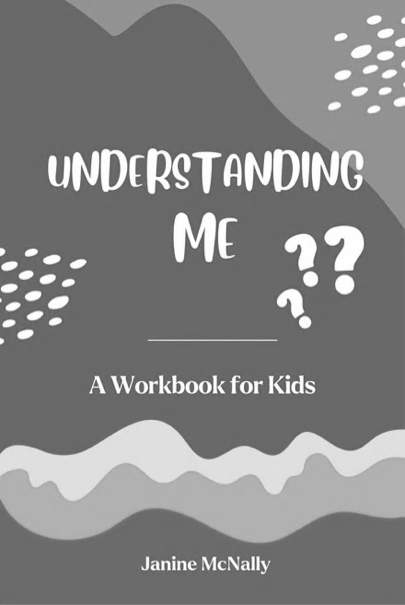 UNDERSTANDING
ME ???
A Workbook for Kids
Janine McNally